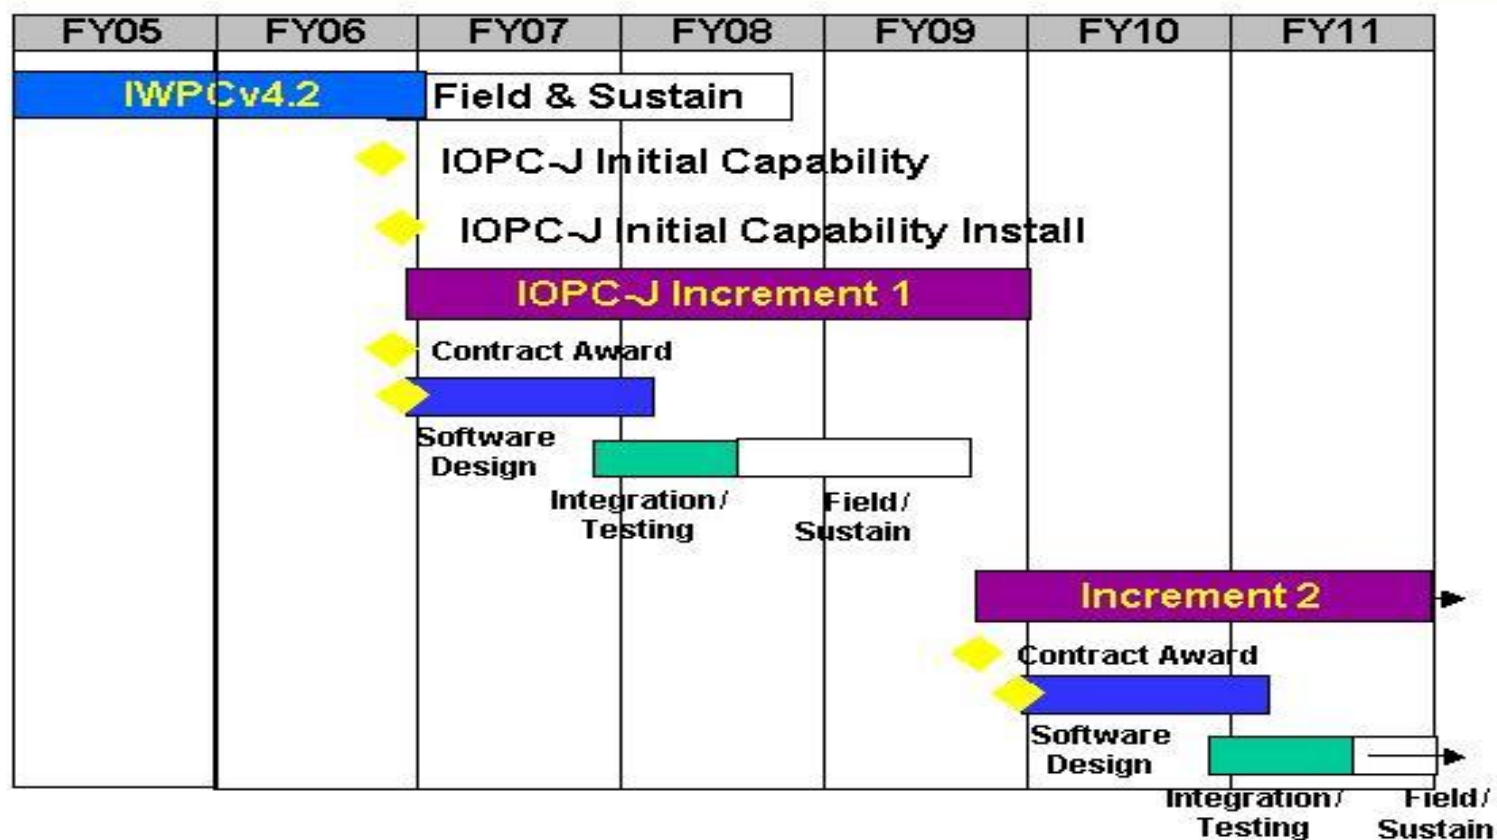 FY05 FY06 FY07 FY08 FY09 FY10 FY11
IWPCv4.2 Field & Sustain
IOPC-J Initial Capability
IOPC-J Initial Capability Install
IOPC-J Increment 1
Contract Award
Software
Design
Integration/
Testing
Field/
Sustain
Increment 2
Contract Award
Software
Design
Integration/
Testing
Field/
Sustain